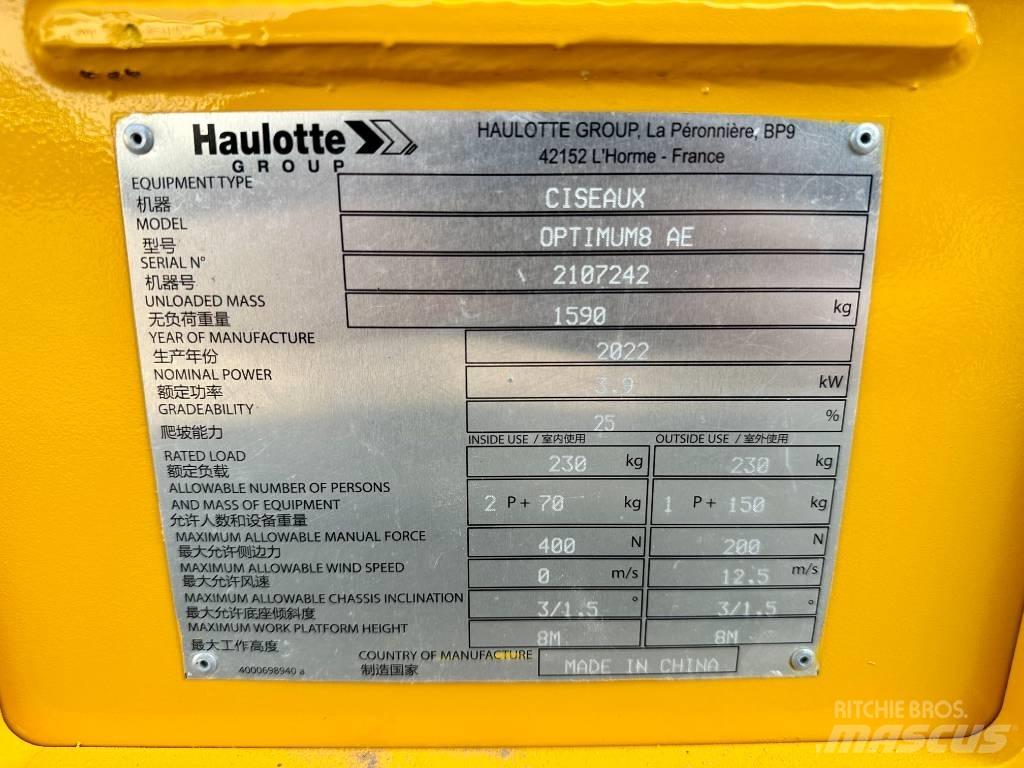 Haulotte
GROUP
HAULOTTE GROUP, La Péronnière, BP9
42152 L'Horme - France
EQUIPMENT TYPE
机器
CISEAUX
MODEL
型号
OPTIMUM8 AE
SERIAL N°
机器号
2107242
UNLOADED MASS
无负荷重量
1590 kg
YEAR OF MANUFACTURE
生产年份
2022
NOMINAL POWER
额定功率
3.9 kW
GRADEABILITY
爬坡能力
25 %
INSIDE USE / 室内使用 OUTSIDE USE / 室外使用
RATED LOAD
额定负载
230 kg 230 kg
ALLOWABLE NUMBER OF PERSONS
AND MASS OF EQUIPMENT
允许人数和设备重量
2 P + 70 kg 1 P + 150 kg
MAXIMUM ALLOWABLE MANUAL FORCE
最大允许侧边力
400 N 200 N
MAXIMUM ALLOWABLE WIND SPEED
最大允许风速
0 m/s 12.5 m/s
MAXIMUM ALLOWABLE CHASSIS INCLINATION
最大允许底座倾斜度
3/1.5 ° 3/1.5 °
MAXIMUM WORK PLATFORM HEIGHT
最大工作高度
8M 8M
COUNTRY OF MANUFACTURE
制造国家
MADE IN CHINA
4000698940 a
RITCHIE BROS.
MASCUS